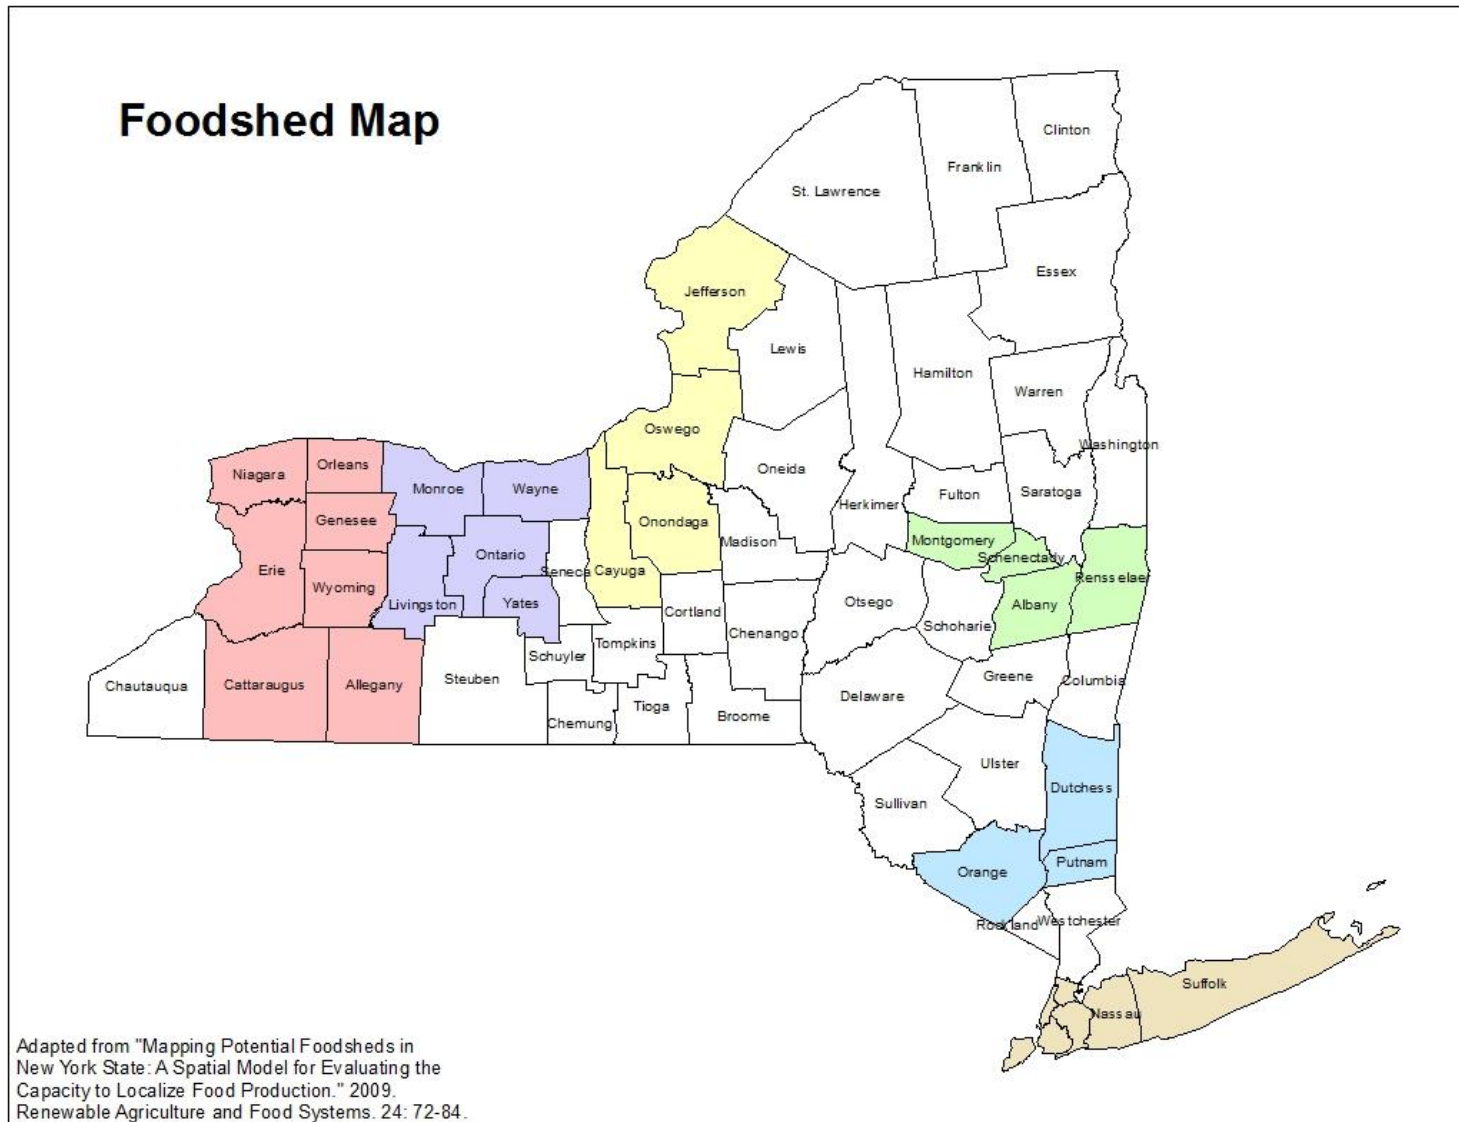 Foodshed Map
Clinton
Franklin
St. Lawrence
Essex
Jefferson
Lewis
Hamilton
Warren
Oswego
Washington
Niagara
Orleans
Oneida
Monroe
Wayne
Saratoga
Fulton
Herkimer
Genesee
Onondaga
Montgomery
Madison
Ontario
Schenectady
Erie
Seneca
Cayuga
Rensselaer
Wyoming
Livingston
Yates
Otsego
Albany
Cortland
Chenango
Schoharie
Tompkins
Schuyler
Chautauqua
Cattaraugus
Allegany
Steuben
Greene
Columbia
Delaware
Tioga
Broome
Chemung
Ulster
Dutchess
Sullivan
Putnam
Orange
Rockland
Westchester
Suffolk
Nassau
Adapted from "Mapping Potential Foodsheds in
New York State: A Spatial Model for Evaluating the
Capacity to Localize Food Production." 2009.
Renewable Agriculture and Food Systems. 24: 72-84.